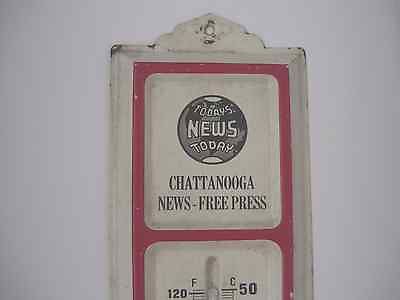 "TODAY'S
NEWS
TODAY"
CHATTANOOGA
NEWS-FREE PRESS
F C
120 50